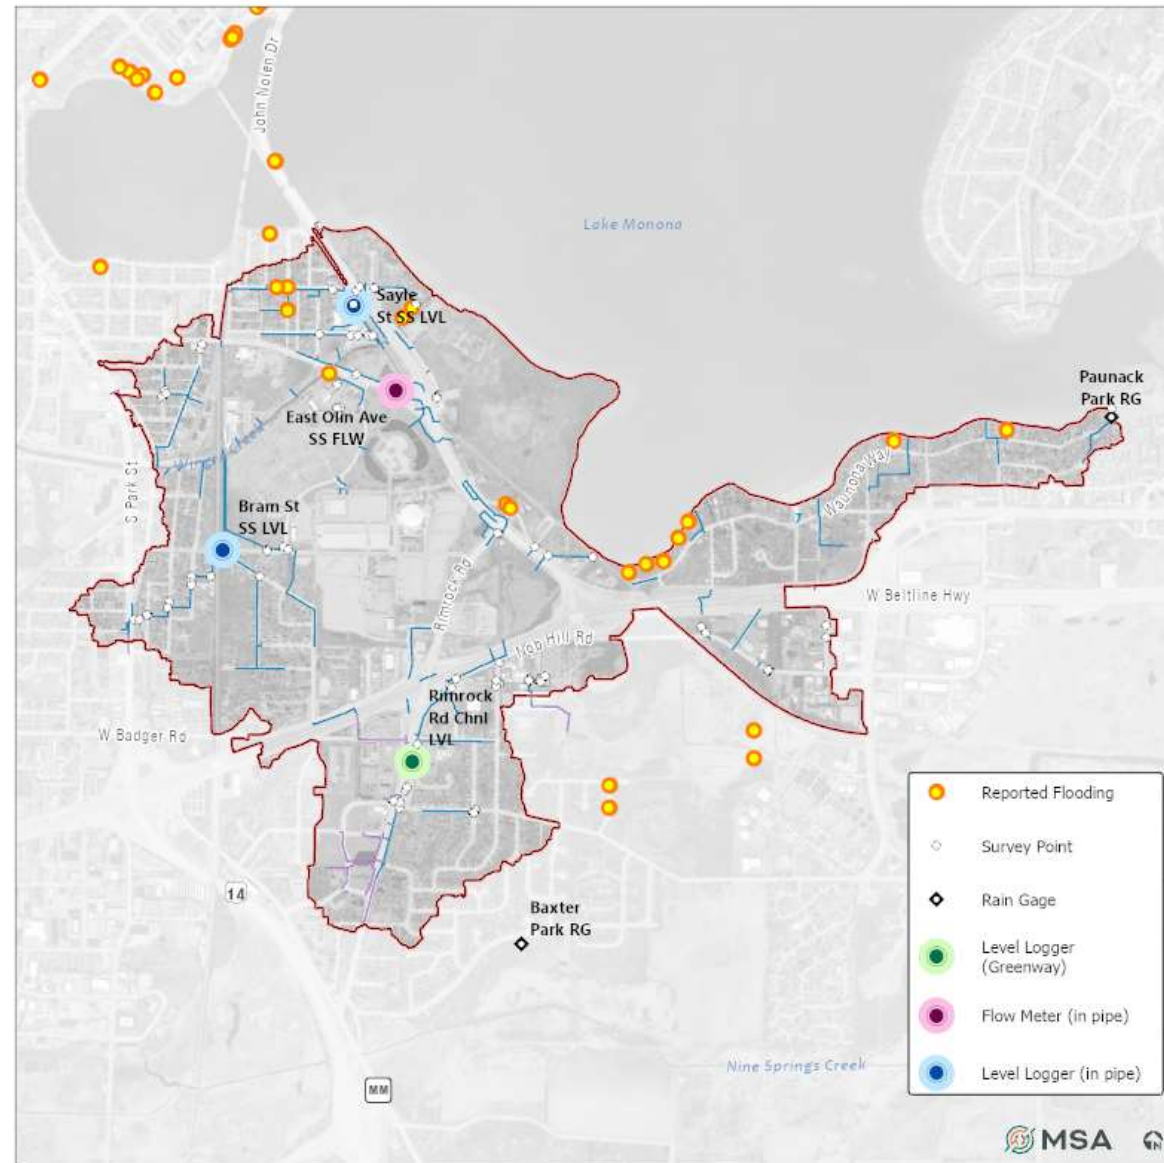 John Nolen Dr
Lake Monona
Sayle
St SS LVL
Paunack
Park RG
East Olin Ave
SS FLW
Wingra Creek
S Park St
Waunona Way
Bram St
SS LVL
Rimrock Rd
W Beltline Hwy
Nob Hill Rd
Rimrock
Rd Chnl
LVL
W Badger Rd
14
Baxter
Park RG
Nine Springs Creek
MM
Reported Flooding
Survey Point
Rain Gage
Level Logger
(Greenway)
Flow Meter (in pipe)
Level Logger (in pipe)
MSA
N